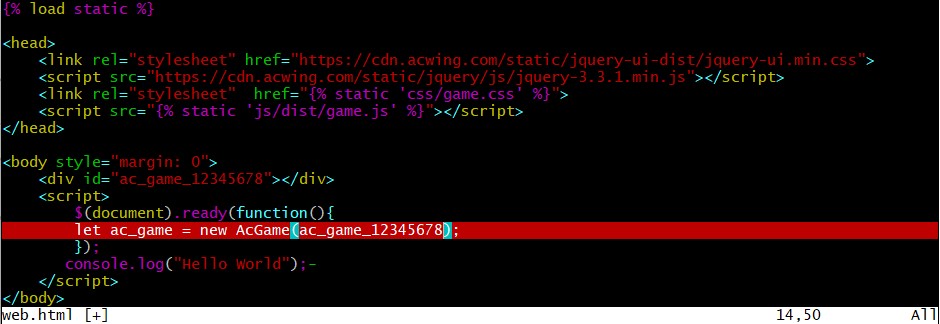 {% load static %}
<head>
<link rel="stylesheet" href="https://cdn.acwing.com/static/jquery-ui-dist/jquery-ui.min.css">
<script src="https://cdn.acwing.com/static/jquery/js/jquery-3.3.1.min.js"></script>
<link rel="stylesheet"  href="{% static 'css/game.css' %}">
<script src="{% static 'js/dist/game.js' %}"></script>
</head>
<body style="margin: 0">
<div id="ac_game_12345678"></div>
<script>
$(document).ready(function(){
let ac_game = new AcGame(ac_game_12345678);
});
console.log("Hello World");-
</script>
</body>
web.html [+] 14,50 All